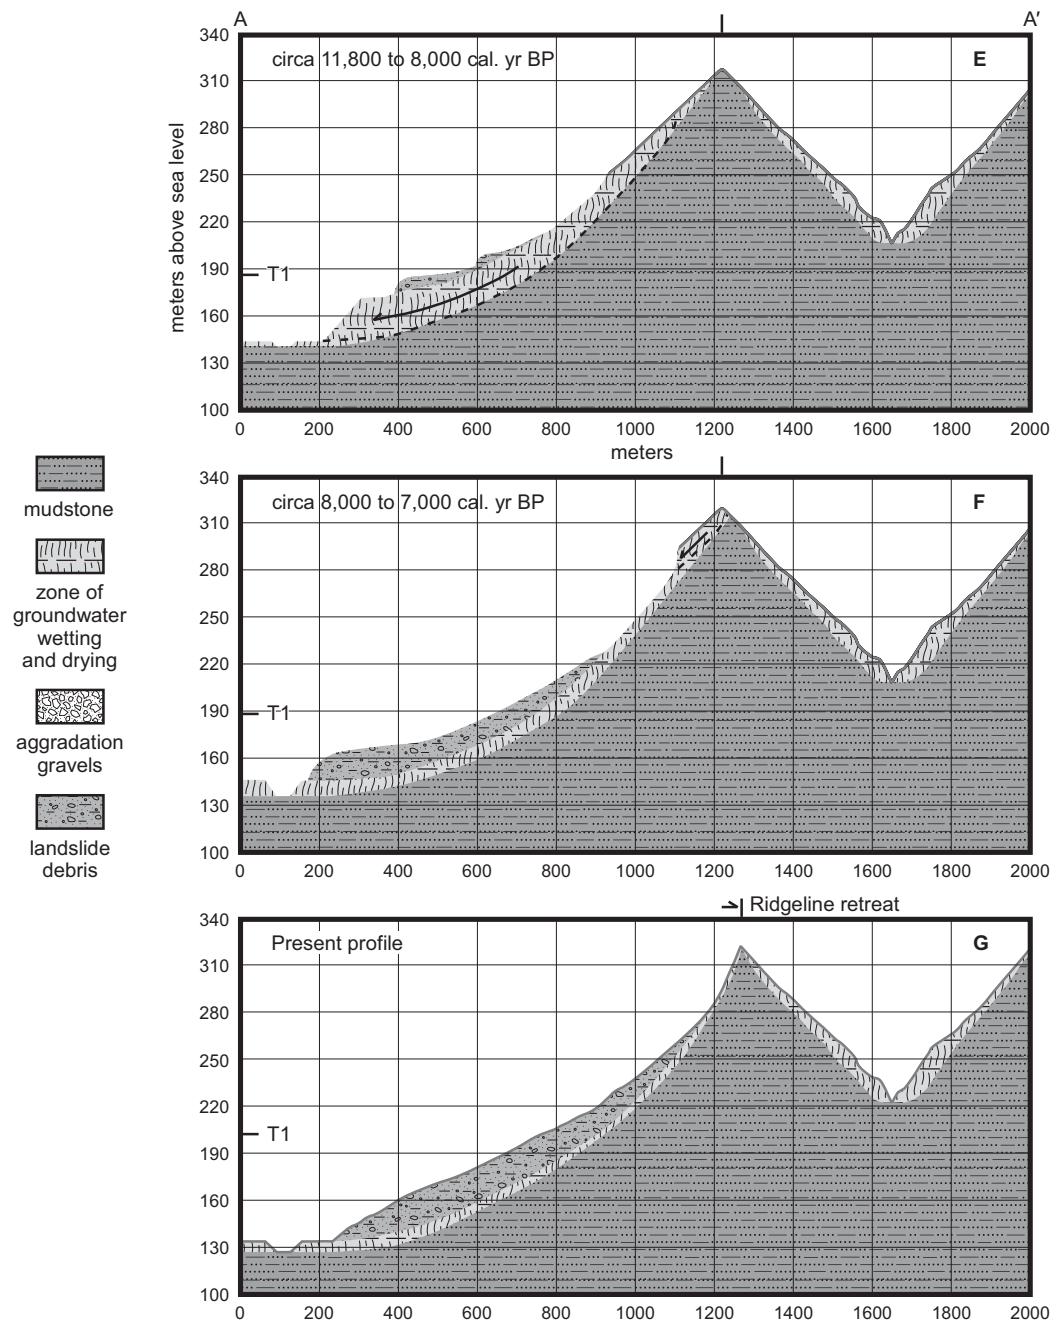 A A′
340
circa 11,800 to 8,000 cal. yr BP E
310
280
250
220
190
T1
160
130
100
meters above sea level
0 200 400 600 800 1000 1200 1400 1600 1800 2000
meters
340
circa 8,000 to 7,000 cal. yr BP F
310
280
250
220
190
T1
160
130
100
0 200 400 600 800 1000 1200 1400 1600 1800 2000
mudstone
zone of
groundwater
wetting
and drying
aggradation
gravels
landslide
debris
Ridgeline retreat
340
Present profile G
310
280
250
220
T1
190
160
130
100
0 200 400 600 800 1000 1200 1400 1600 1800 2000